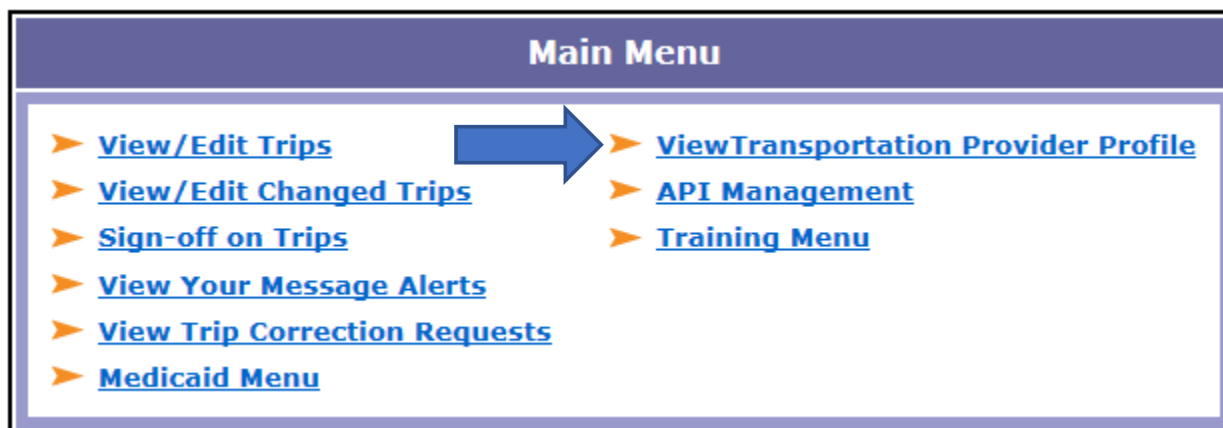 Main Menu
View/Edit Trips
View/Edit Changed Trips
Sign-off on Trips
View Your Message Alerts
View Trip Correction Requests
Medicaid Menu
ViewTransportation Provider Profile
API Management
Training Menu